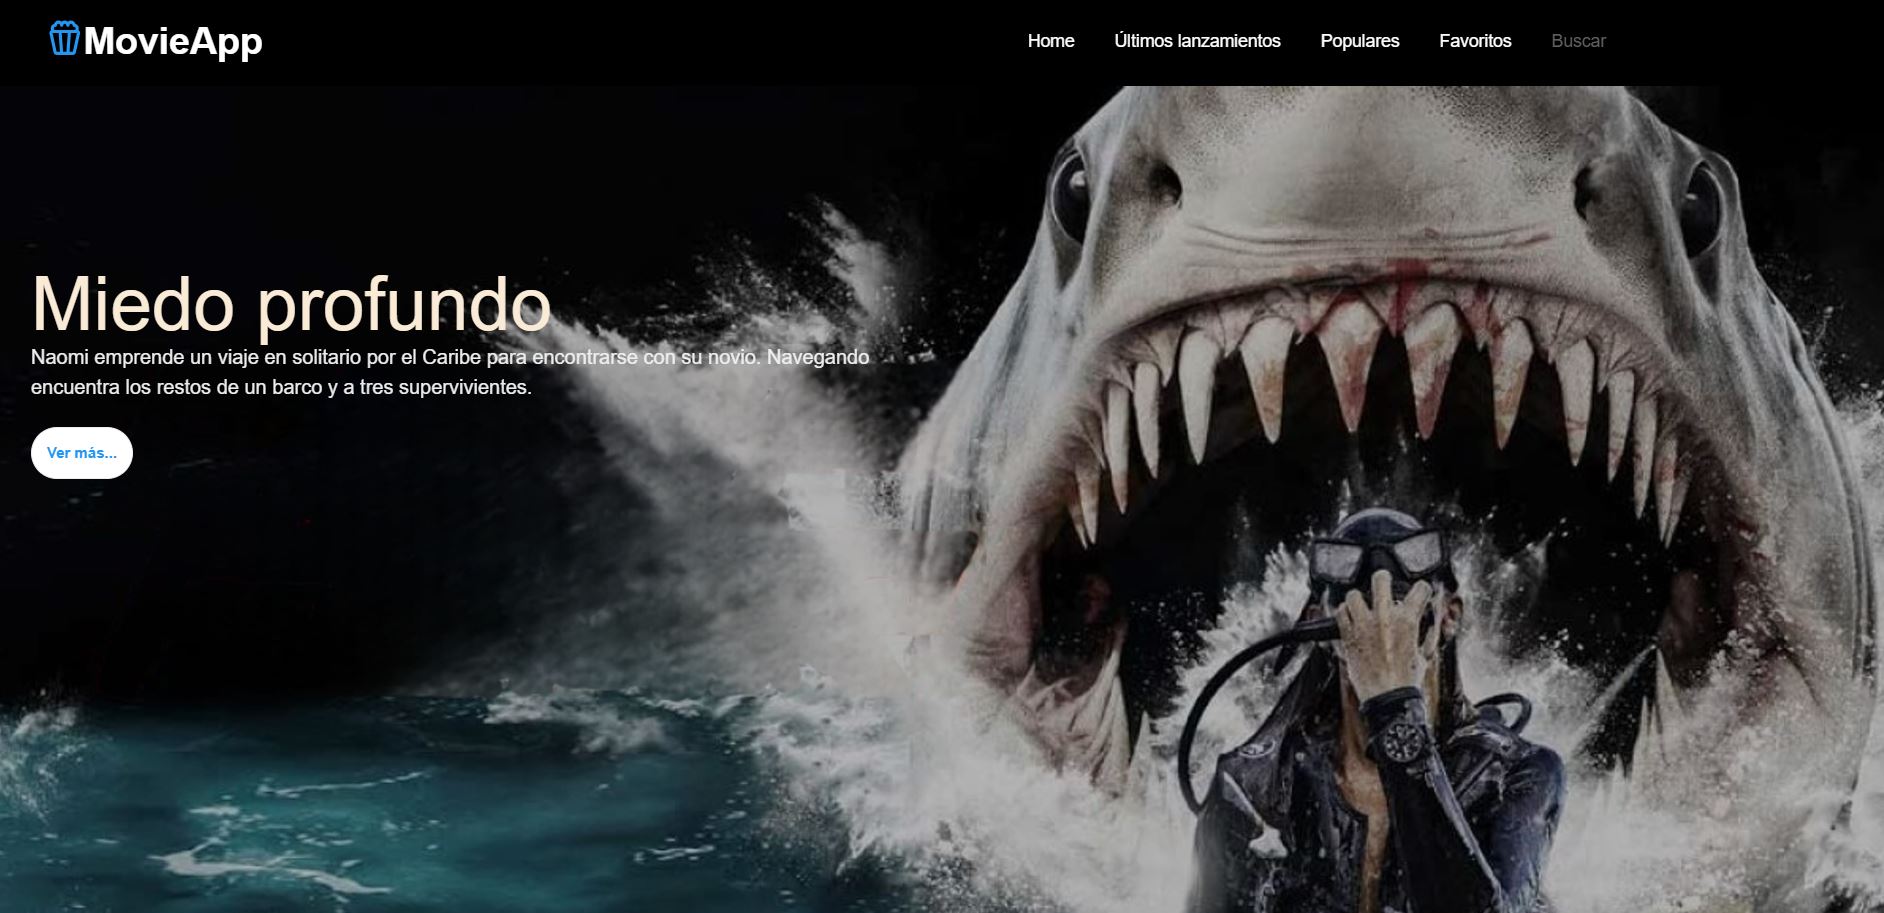 MovieApp
Home
Últimos lanzamientos
Populares
Favoritos
Buscar
Miedo profundo
Naomi emprende un viaje en solitario por el Caribe para encontrarse con su novio. Navegando
encuentra los restos de un barco y a tres supervivientes.
Ver más...